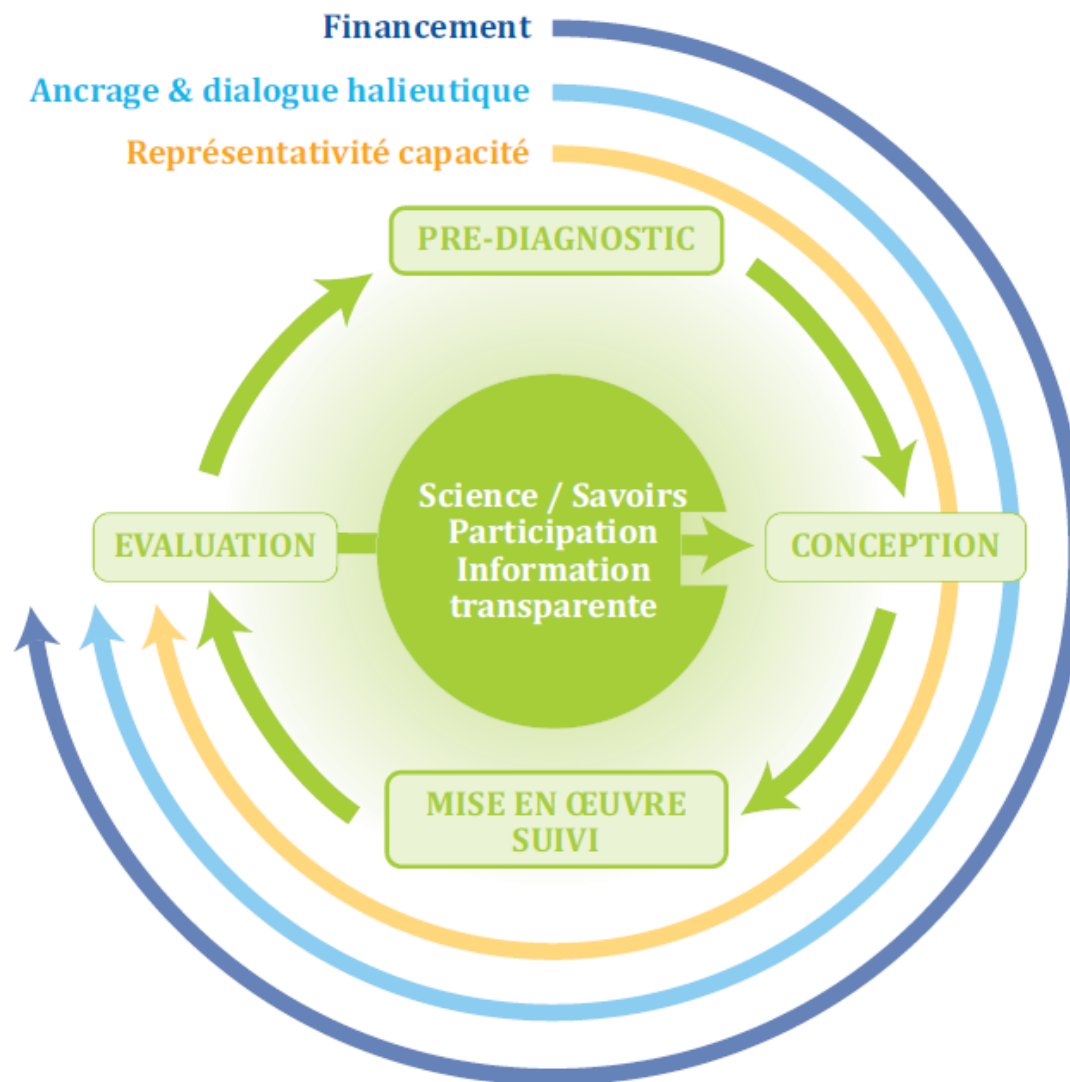 Financement
Ancrage & dialogue halieutique
Représentativité capacité
PRE-DIAGNOSTIC
Science / Savoirs
Participation
Information
transparente
EVALUATION
CONCEPTION
MISE EN ŒUVRE
SUIVI